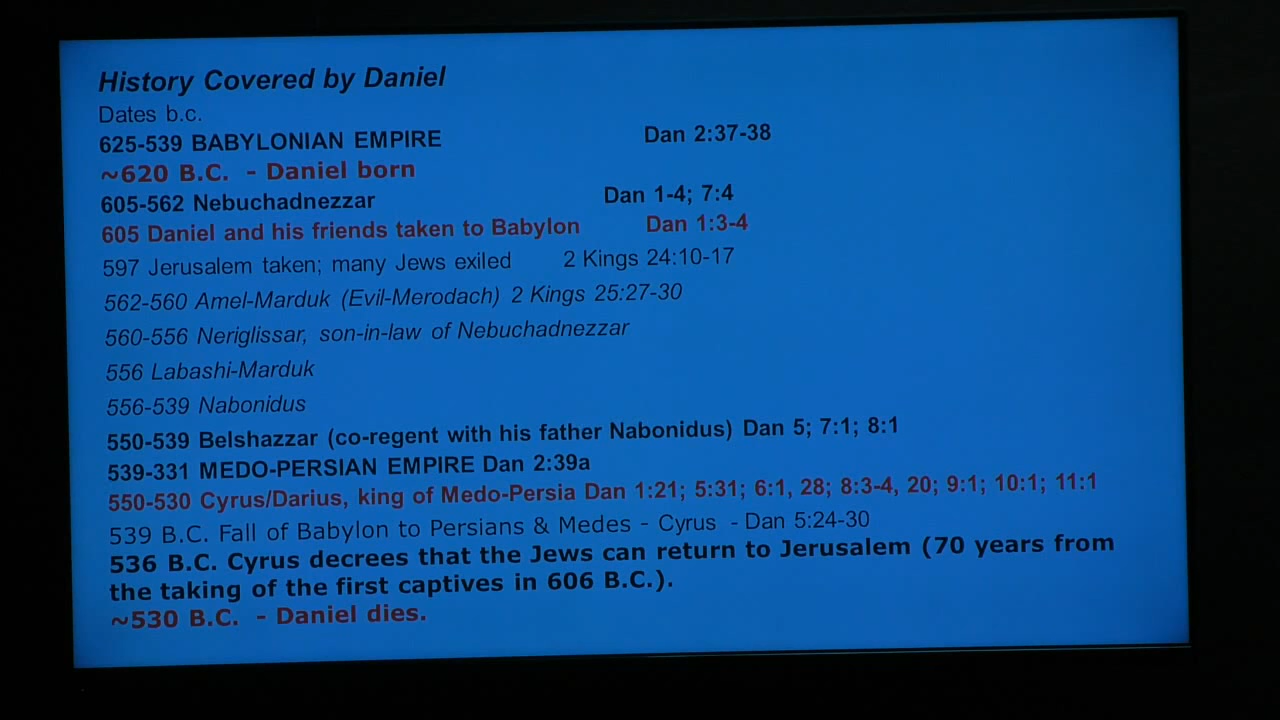 History Covered by Daniel
Dates b.c.
625-539 BABYLONIAN EMPIRE Dan 2:37-38
~620 B.C. - Daniel born
605-562 Nebuchadnezzar Dan 1-4; 7:4
605 Daniel and his friends taken to Babylon Dan 1:3-4
597 Jerusalem taken; many Jews exiled 2 Kings 24:10-17
562-560 Amel-Marduk (Evil-Merodach) 2 Kings 25:27-30
560-556 Neriglissar, son-in-law of Nebuchadnezzar
556 Labashi-Marduk
556-539 Nabonidus
550-539 Belshazzar (co-regent with his father Nabonidus) Dan 5; 7:1; 8:1
539-331 MEDO-PERSIAN EMPIRE Dan 2:39a
550-530 Cyrus/Darius, king of Medo-Persia Dan 1:21; 5:31; 6:1, 28; 8:3-4, 20; 9:1; 10:1; 11:1
539 B.C. Fall of Babylon to Persians & Medes - Cyrus - Dan 5:24-30
536 B.C. Cyrus decrees that the Jews can return to Jerusalem (70 years from
the taking of the first captives in 606 B.C.).
~530 B.C. - Daniel dies.